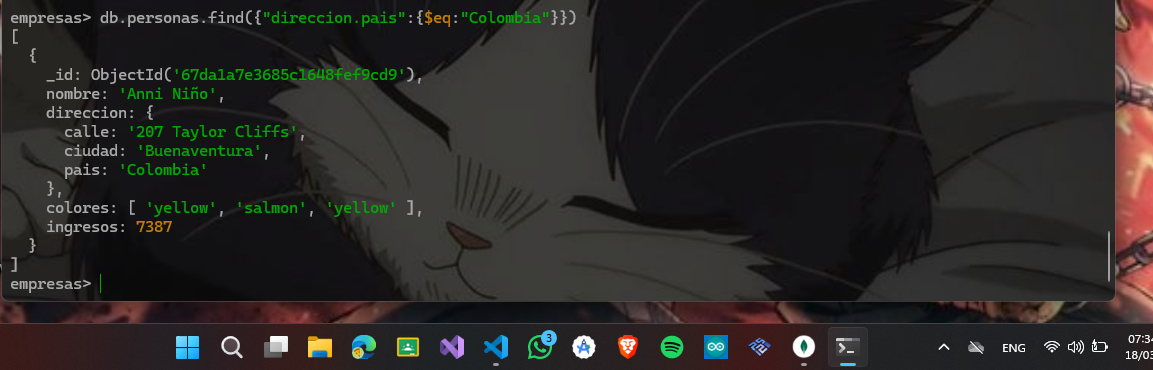 empresas> db.personas.find({"direccion.pais":{$eq:"Colombia"}})
[
  {
    _id: ObjectId('67da1a7e3685c1648fef9cd9'),
    nombre: 'Anni Niño',
    direccion: {
      calle: '207 Taylor Cliffs',
      ciudad: 'Buenaventura',
      pais: 'Colombia'
    },
    colores: [ 'yellow', 'salmon', 'yellow' ],
    ingresos: 7387
  }
]
empresas>
3
ENG
07:34
18/03